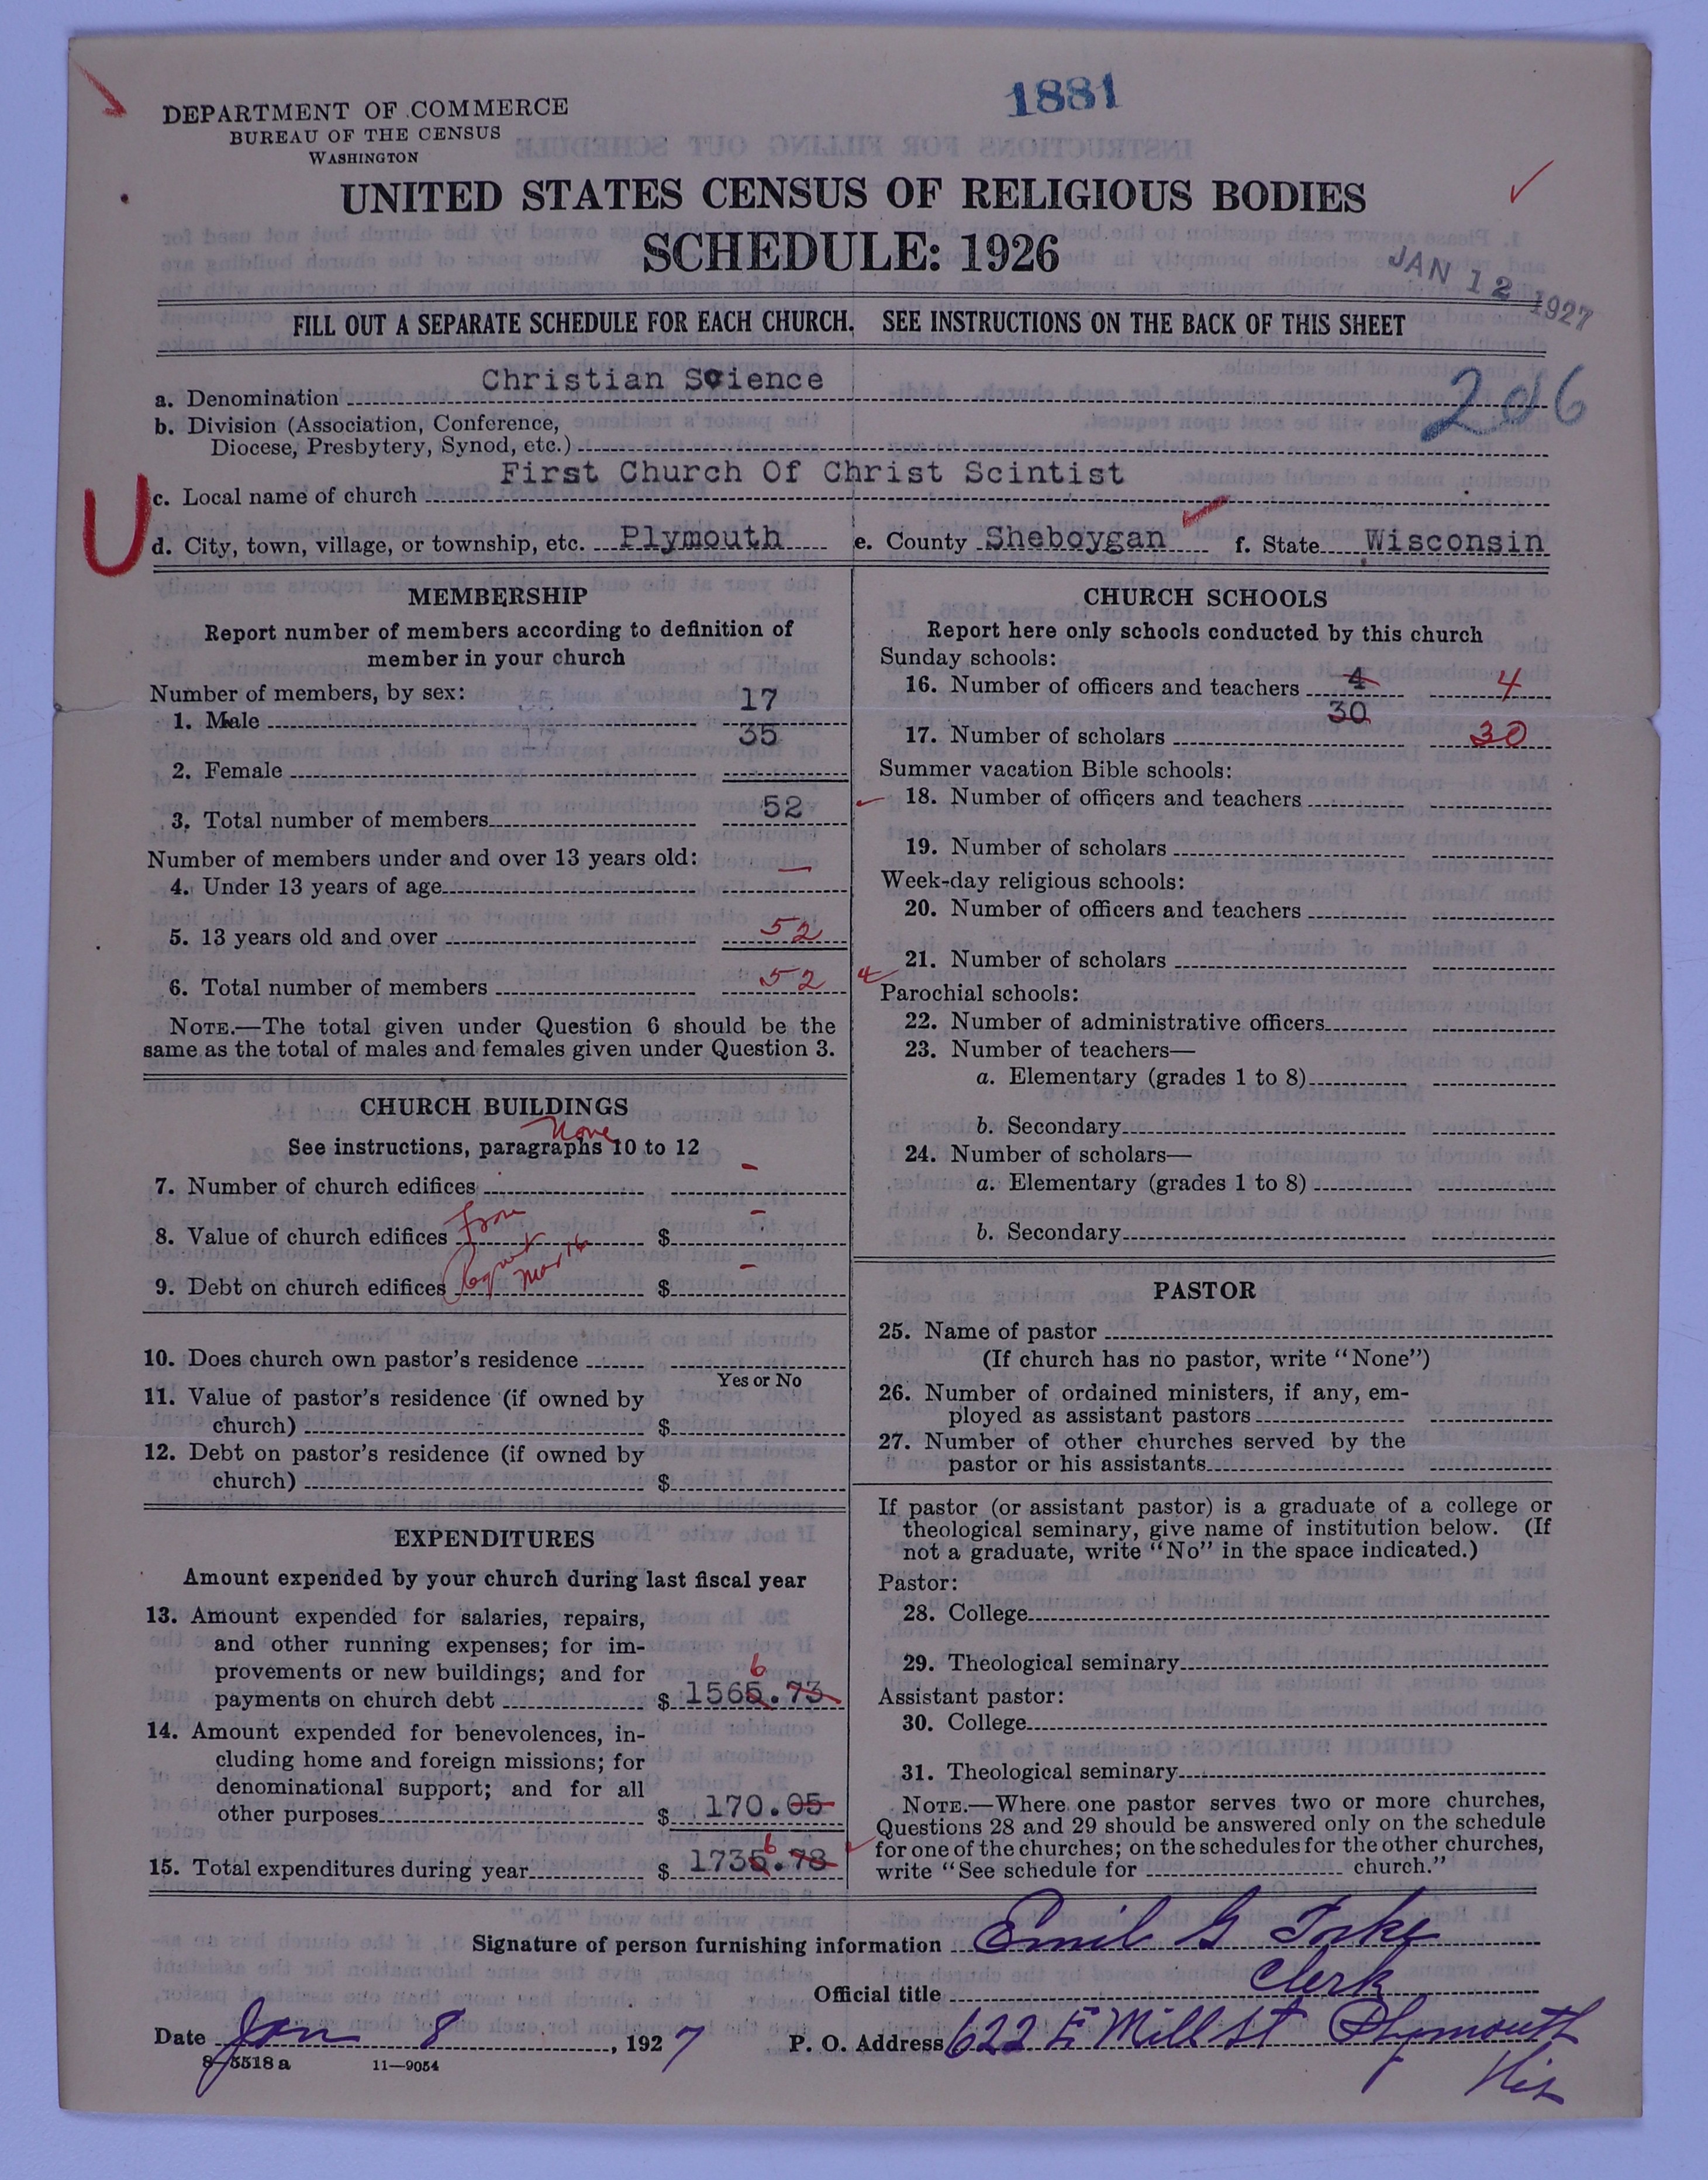 1881
DEPARTMENT OF COMMERCE
BUREAU OF THE CENSUS
WASHINGTON
UNITED STATES CENSUS OF RELIGIOUS BODIES
SCHEDULE: 1926
JAN 12 1927
FILL OUT A SEPARATE SCHEDULE FOR EACH CHURCH. SEE INSTRUCTIONS ON THE BACK OF THIS SHEET
206
a. Denomination Christian Science
b. Division (Association, Conference,
Diocese, Presbytery, Synod, etc.)
c. Local name of church First Church Of Christ Scintist
U
d. City, town, village, or township, etc. Plymouth e. County Sheboygan f. State Wisconsin
MEMBERSHIP
Report number of members according to definition of
member in your church
Number of members, by sex:
1. Male 17
2. Female 35
3. Total number of members 52
Number of members under and over 13 years old:
4. Under 13 years of age —
5. 13 years old and over 52
6. Total number of members 52
NOTE.—The total given under Question 6 should be the
same as the total of males and females given under Question 3.
CHURCH BUILDINGS
None
See instructions, paragraphs 10 to 12
7. Number of church edifices -
8. Value of church edifices From $ -
9. Debt on church edifices $ -
10. Does church own pastor's residence
Yes or No
11. Value of pastor's residence (if owned by
church) $
12. Debt on pastor's residence (if owned by
church) $
EXPENDITURES
Amount expended by your church during last fiscal year
13. Amount expended for salaries, repairs,
and other running expenses; for im-
provements or new buildings; and for
6
payments on church debt $ 1565.73
14. Amount expended for benevolences, in-
cluding home and foreign missions; for
denominational support; and for all
other purposes $ 170.05
6
15. Total expenditures during year $ 1735.78
CHURCH SCHOOLS
Report here only schools conducted by this church
Sunday schools:
16. Number of officers and teachers 4 4
17. Number of scholars 30 30
Summer vacation Bible schools:
18. Number of officers and teachers
19. Number of scholars
Week-day religious schools:
20. Number of officers and teachers
21. Number of scholars
Parochial schools:
22. Number of administrative officers
23. Number of teachers—
a. Elementary (grades 1 to 8)
b. Secondary
24. Number of scholars—
a. Elementary (grades 1 to 8)
b. Secondary
PASTOR
25. Name of pastor
(If church has no pastor, write "None")
26. Number of ordained ministers, if any, em-
ployed as assistant pastors
27. Number of other churches served by the
pastor or his assistants
If pastor (or assistant pastor) is a graduate of a college or
theological seminary, give name of institution below. (If
not a graduate, write "No" in the space indicated.)
Pastor:
28. College
29. Theological seminary
Assistant pastor:
30. College
31. Theological seminary
NOTE.—Where one pastor serves two or more churches,
Questions 28 and 29 should be answered only on the schedule
for one of the churches; on the schedules for the other churches,
write "See schedule for church."
Signature of person furnishing information Emil G Torke
Official title Clerk
Date Jan 8, 1927 P. O. Address 622 E Mill St Plymouth
Wis
8-5518 a 11—9054